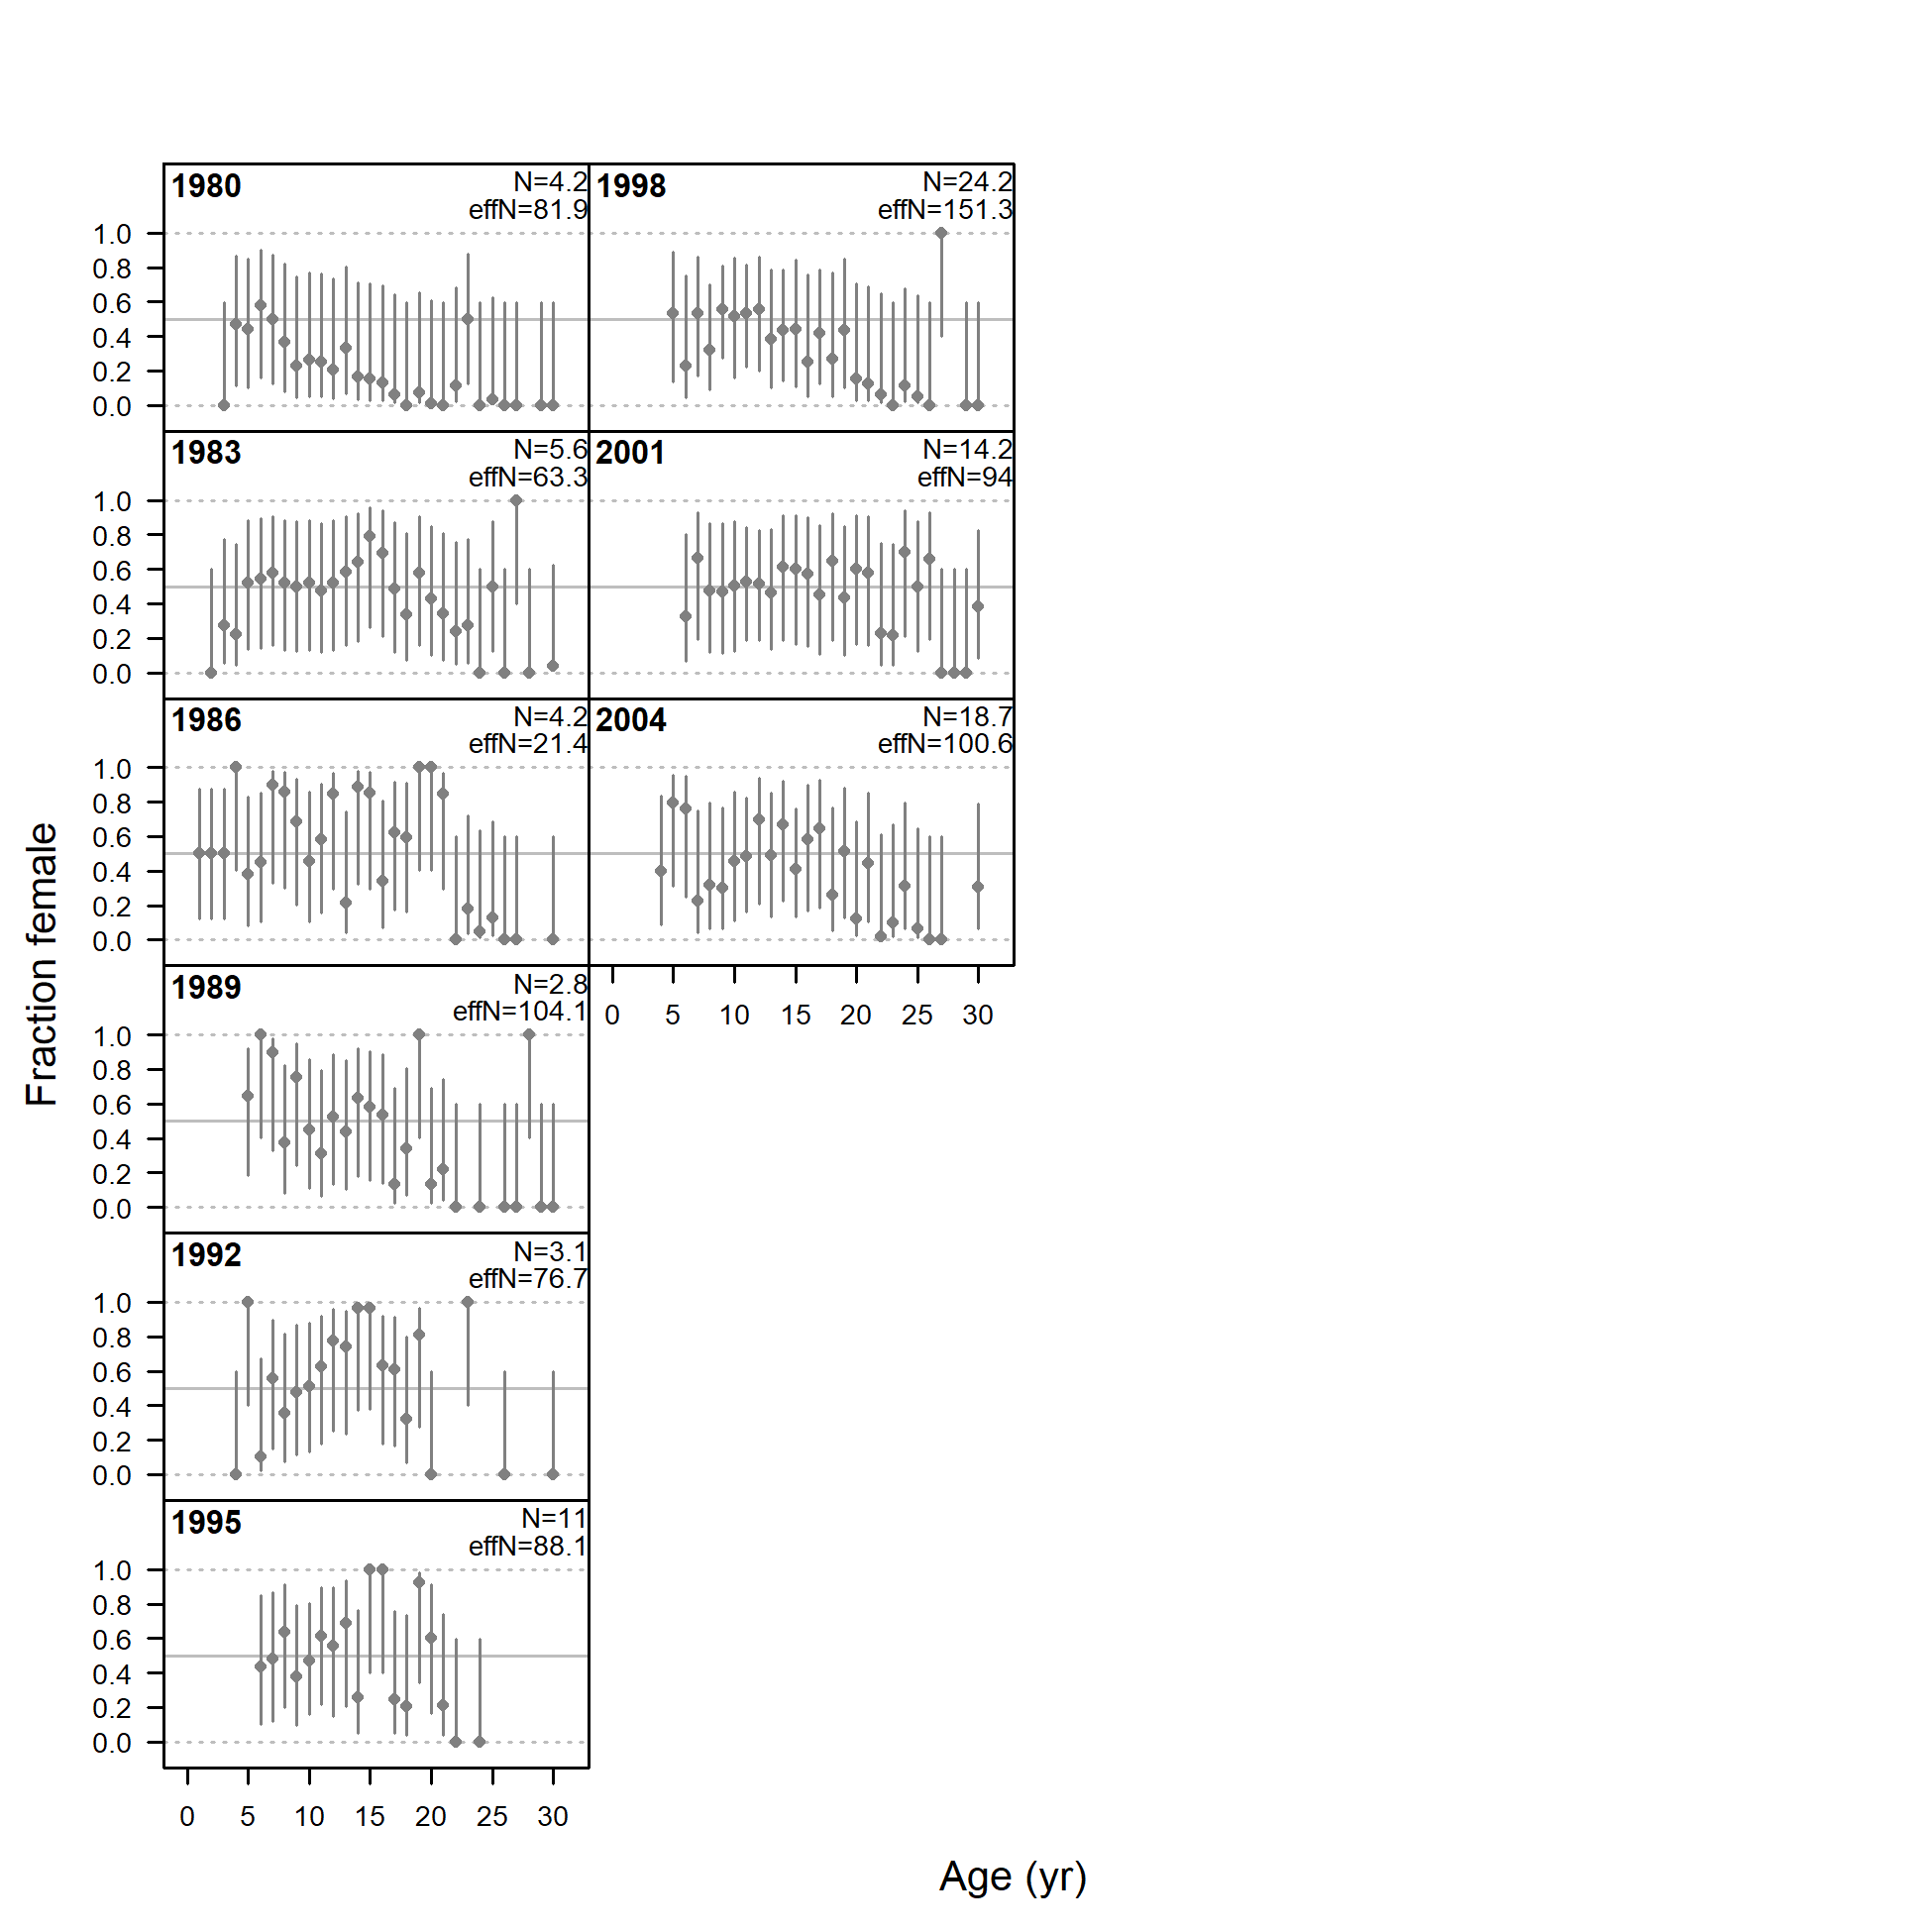 1980
N=4.2
effN=81.9
1.0
0.8
0.6
0.4
0.2
0.0
1983
N=5.6
effN=63.3
1.0
0.8
0.6
0.4
0.2
0.0
1986
N=4.2
effN=21.4
1.0
0.8
0.6
0.4
0.2
0.0
1989
N=2.8
effN=104.1
1.0
0.8
0.6
0.4
0.2
0.0
1992
N=3.1
effN=76.7
1.0
0.8
0.6
0.4
0.2
0.0
1995
N=11
effN=88.1
1.0
0.8
0.6
0.4
0.2
0.0
0 5 10 15 20 25 30
1998
N=24.2
effN=151.3
2001
N=14.2
effN=94
2004
N=18.7
effN=100.6
0 5 10 15 20 25 30
Fraction female
Age (yr)